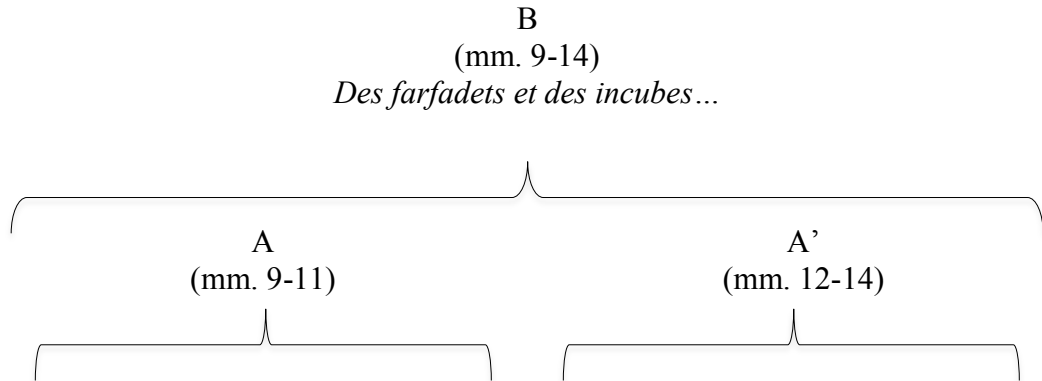 B
(mm. 9-14)
Des farfadets et des incubes…
A
(mm. 9-11)
A’
(mm. 12-14)